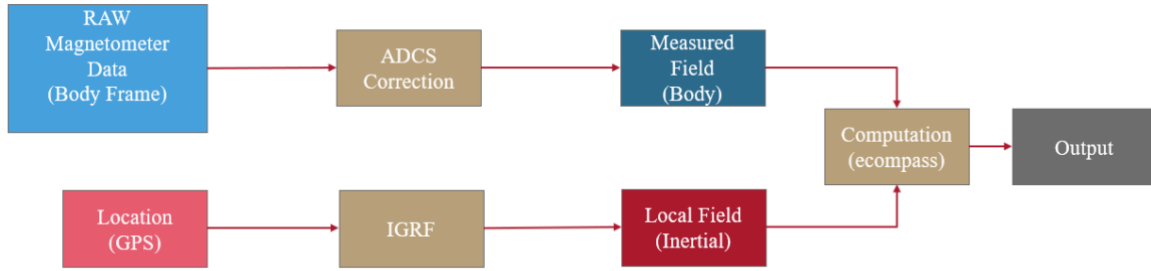 RAW
Magnetometer
Data
(Body Frame)
ADCS
Correction
Measured
Field
(Body)
Computation
(ecompass)
Output
Location
(GPS)
IGRF
Local Field
(Inertial)